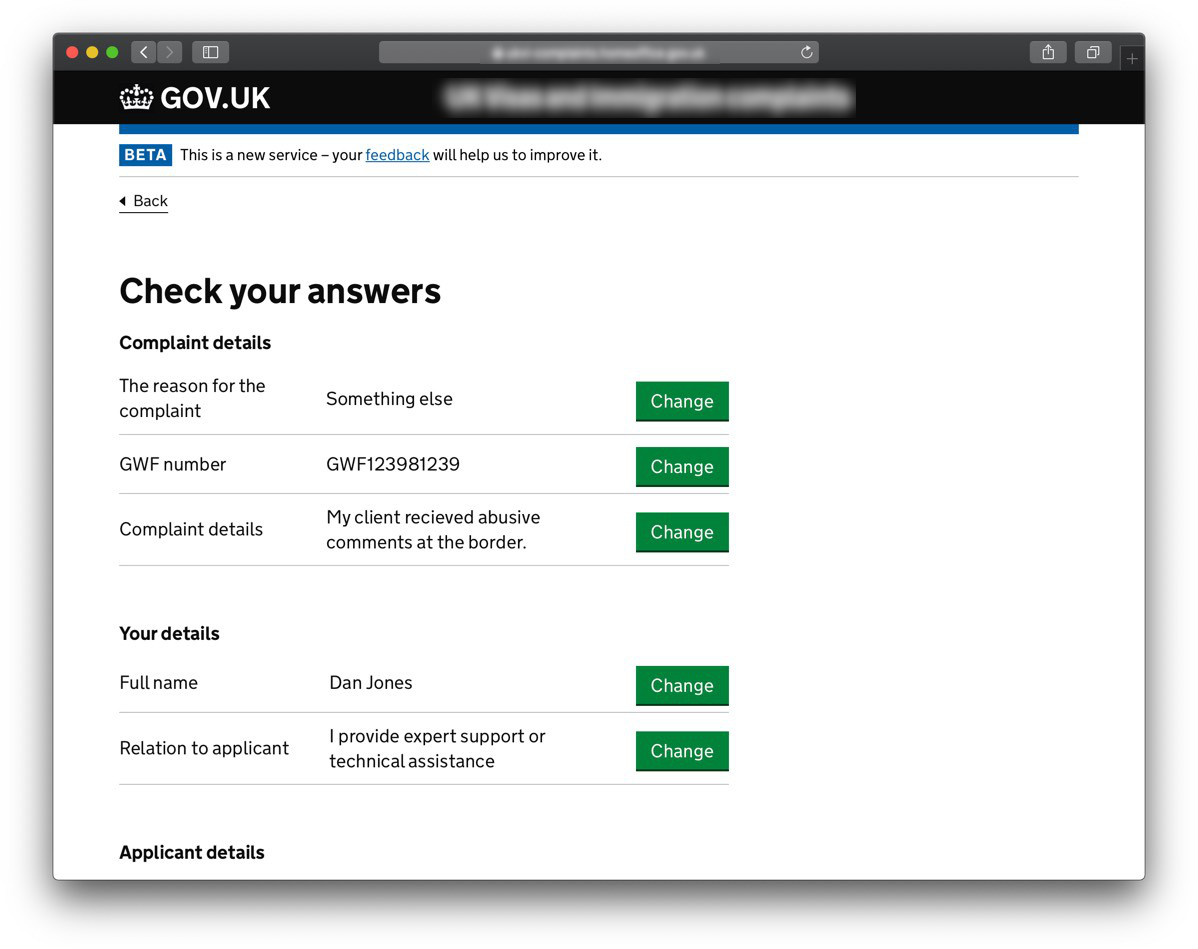 GOV.UK
BETA This is a new service – your feedback will help us to improve it.
Back
Check your answers
Complaint details
The reason for the
complaint
Something else
Change
GWF number
GWF123981239
Change
Complaint details
My client recieved abusive
comments at the border.
Change
Your details
Full name
Dan Jones
Change
Relation to applicant
I provide expert support or
technical assistance
Change
Applicant details